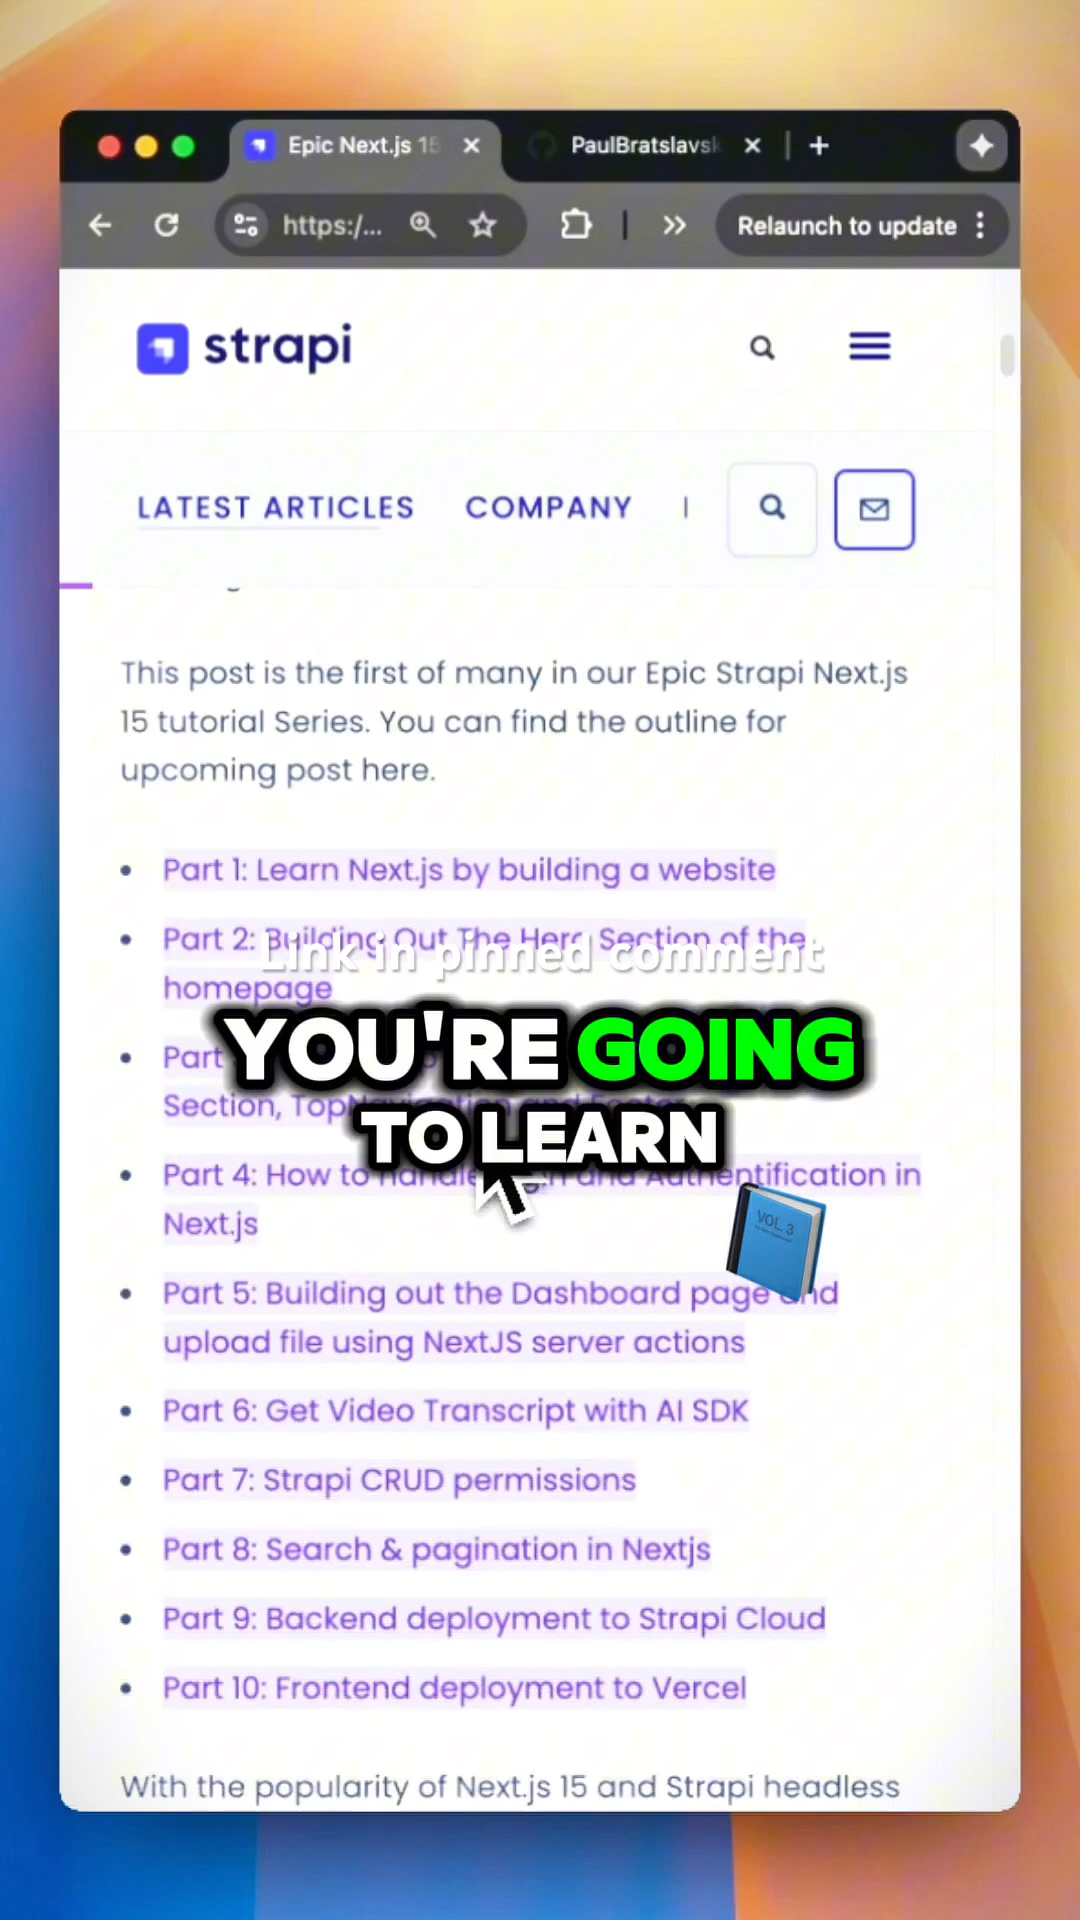 Epic Next.js 15
PaulBratslavsk
https:/...
Relaunch to update
strapi
LATEST ARTICLES COMPANY
This post is the first of many in our Epic Strapi Next.js
15 tutorial Series. You can find the outline for
upcoming post here.
Part 1: Learn Next.js by building a website
Part 2: Building Out The Hero Section of the
homepage
Link in pinned comment
YOU'RE GOING
TO LEARN
Part
Section, TopNavigation and Footer
Part 4: How to handle Login and Authentification in
Next.js
VOL. 3
Part 5: Building out the Dashboard page and
upload file using NextJS server actions
Part 6: Get Video Transcript with AI SDK
Part 7: Strapi CRUD permissions
Part 8: Search & pagination in Nextjs
Part 9: Backend deployment to Strapi Cloud
Part 10: Frontend deployment to Vercel
With the popularity of Next.js 15 and Strapi headless